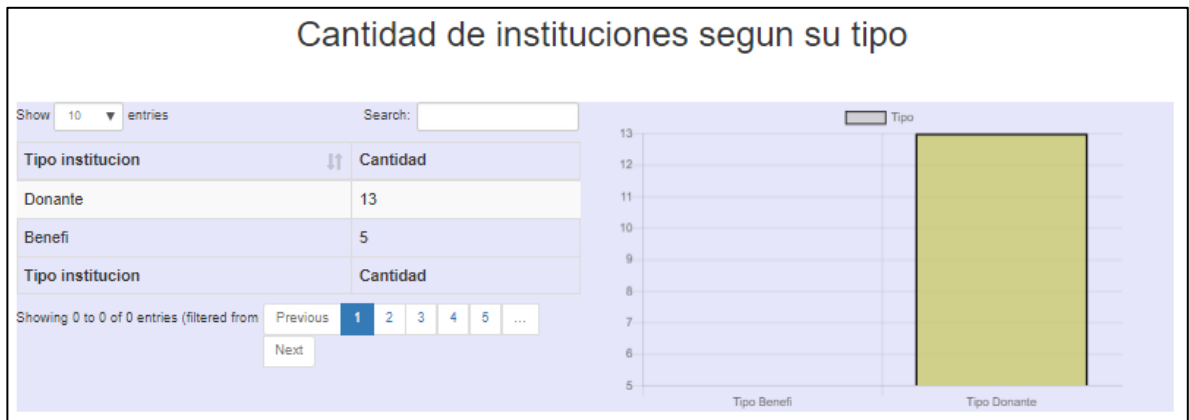 Cantidad de instituciones segun su tipo
Show 10 entries
Search:
Tipo institucion Cantidad
Donante 13
Benefi 5
Tipo institucion Cantidad
Showing 0 to 0 of 0 entries (filtered from
Previous 1 2 3 4 5 ...
Next
Tipo
13
12
11
10
9
8
7
6
5
Tipo Benefi Tipo Donante